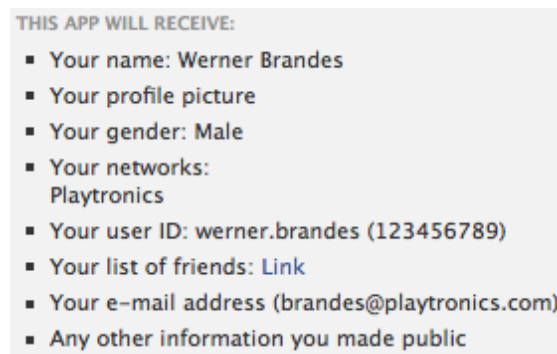 THIS APP WILL RECEIVE:
▪ Your name: Werner Brandes
▪ Your profile picture
▪ Your gender: Male
▪ Your networks:
Playtronics
▪ Your user ID: werner.brandes (123456789)
▪ Your list of friends: Link
▪ Your e-mail address (brandes@playtronics.com)
▪ Any other information you made public